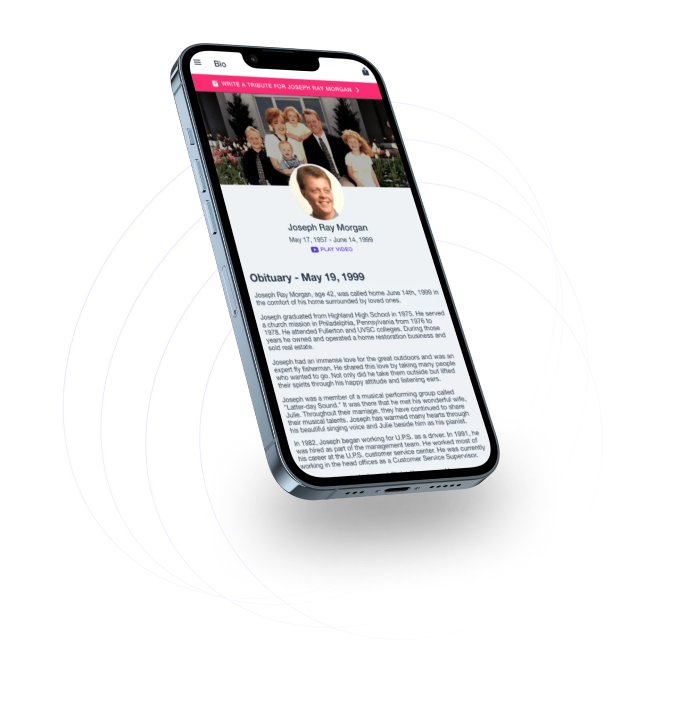 Bio
WRITE A TRIBUTE FOR JOSEPH RAY MORGAN
Joseph Ray Morgan
May 17, 1957 - June 14, 1999
PLAY VIDEO
Obituary - May 19, 1999
Joseph Ray Morgan, age 42, was called home June 14th, 1999 in
the comfort of his home surrounded by loved ones.
Joseph graduated from Highland High School in 1975. He served
a church mission in Philadelphia, Pennsylvania from 1976 to
1978. He attended Fullerton and UVSC colleges. During those
years he owned and operated a home restoration business and
sold real estate.
Joseph had an immense love for the great outdoors and was an
expert fly fisherman. He shared this love by taking many people
who wanted to go. Not only did he take them outside but lifted
their spirits through his happy attitude and listening ears.
Joseph was a member of a musical performing group called
"Latter-day Sound." It was there that he met his wonderful wife,
Julie. Throughout their marriage, they have continued to share
their musical talents. Joseph has warmed many hearts through
his beautiful singing voice and Julie beside him as his pianist.
In 1982, Joseph began working for U.P.S. as a driver. In 1991, he
was hired as part of the management team. He worked most of
his career at the U.P.S. customer service center. He was currently
working in the head offices as a Customer Service Supervisor.